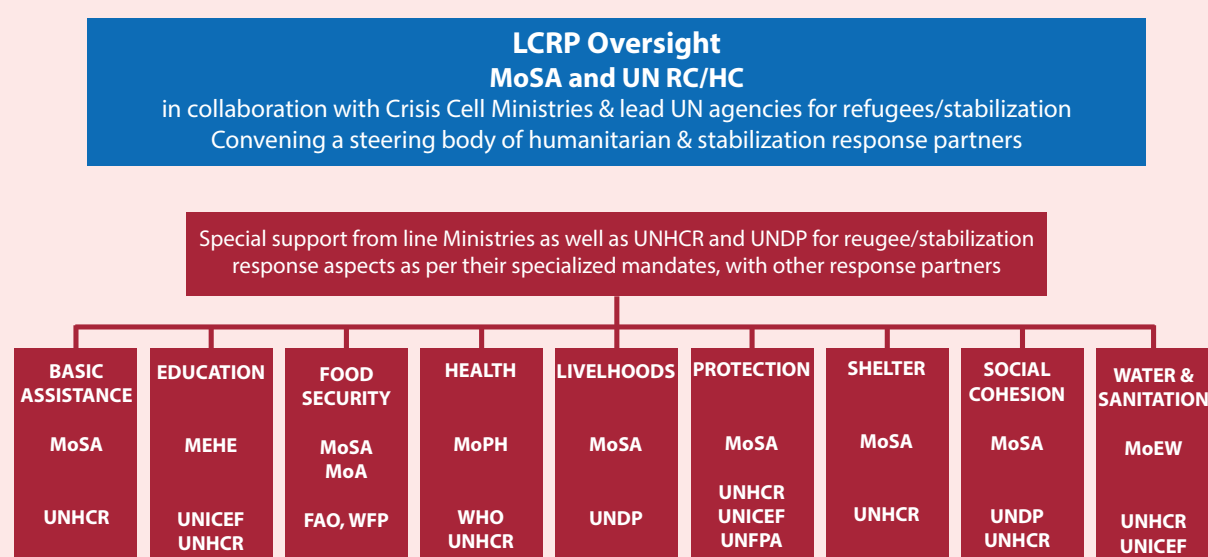 LCRP Oversight
MoSA and UN RC/HC
in collaboration with Crisis Cell Ministries & lead UN agencies for refugees/stabilization
Convening a steering body of humanitarian & stabilization response partners
Special support from line Ministries as well as UNHCR and UNDP for reugee/stabilization
response aspects as per their specialized mandates, with other response partners
BASIC
ASSISTANCE
MoSA
UNHCR
EDUCATION
MEHE
UNICEF
UNHCR
FOOD
SECURITY
MoSA
MoA
FAO, WFP
HEALTH
MoPH
WHO
UNHCR
LIVELHOODS
MoSA
UNDP
PROTECTION
MoSA
UNHCR
UNICEF
UNFPA
SHELTER
MoSA
UNHCR
SOCIAL
COHESION
MoSA
UNDP
UNHCR
WATER &
SANITATION
MoEW
UNHCR
UNICEF